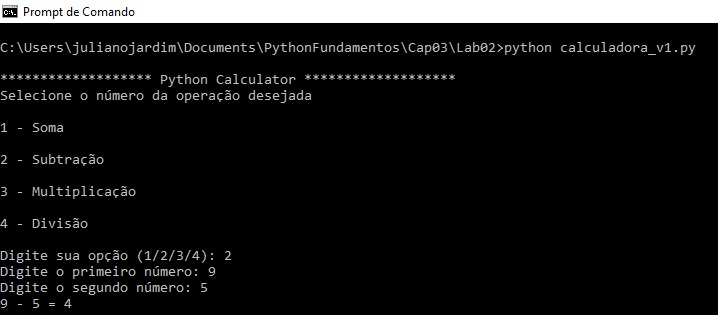 Prompt de Comando
C:\Users\julianojardim\Documents\PythonFundamentos\Cap03\Lab02>python calculadora_v1.py
******************* Python Calculator *******************
Selecione o número da operação desejada
1 - Soma
2 - Subtração
3 - Multiplicação
4 - Divisão
Digite sua opção (1/2/3/4): 2
Digite o primeiro número: 9
Digite o segundo número: 5
9 - 5 = 4